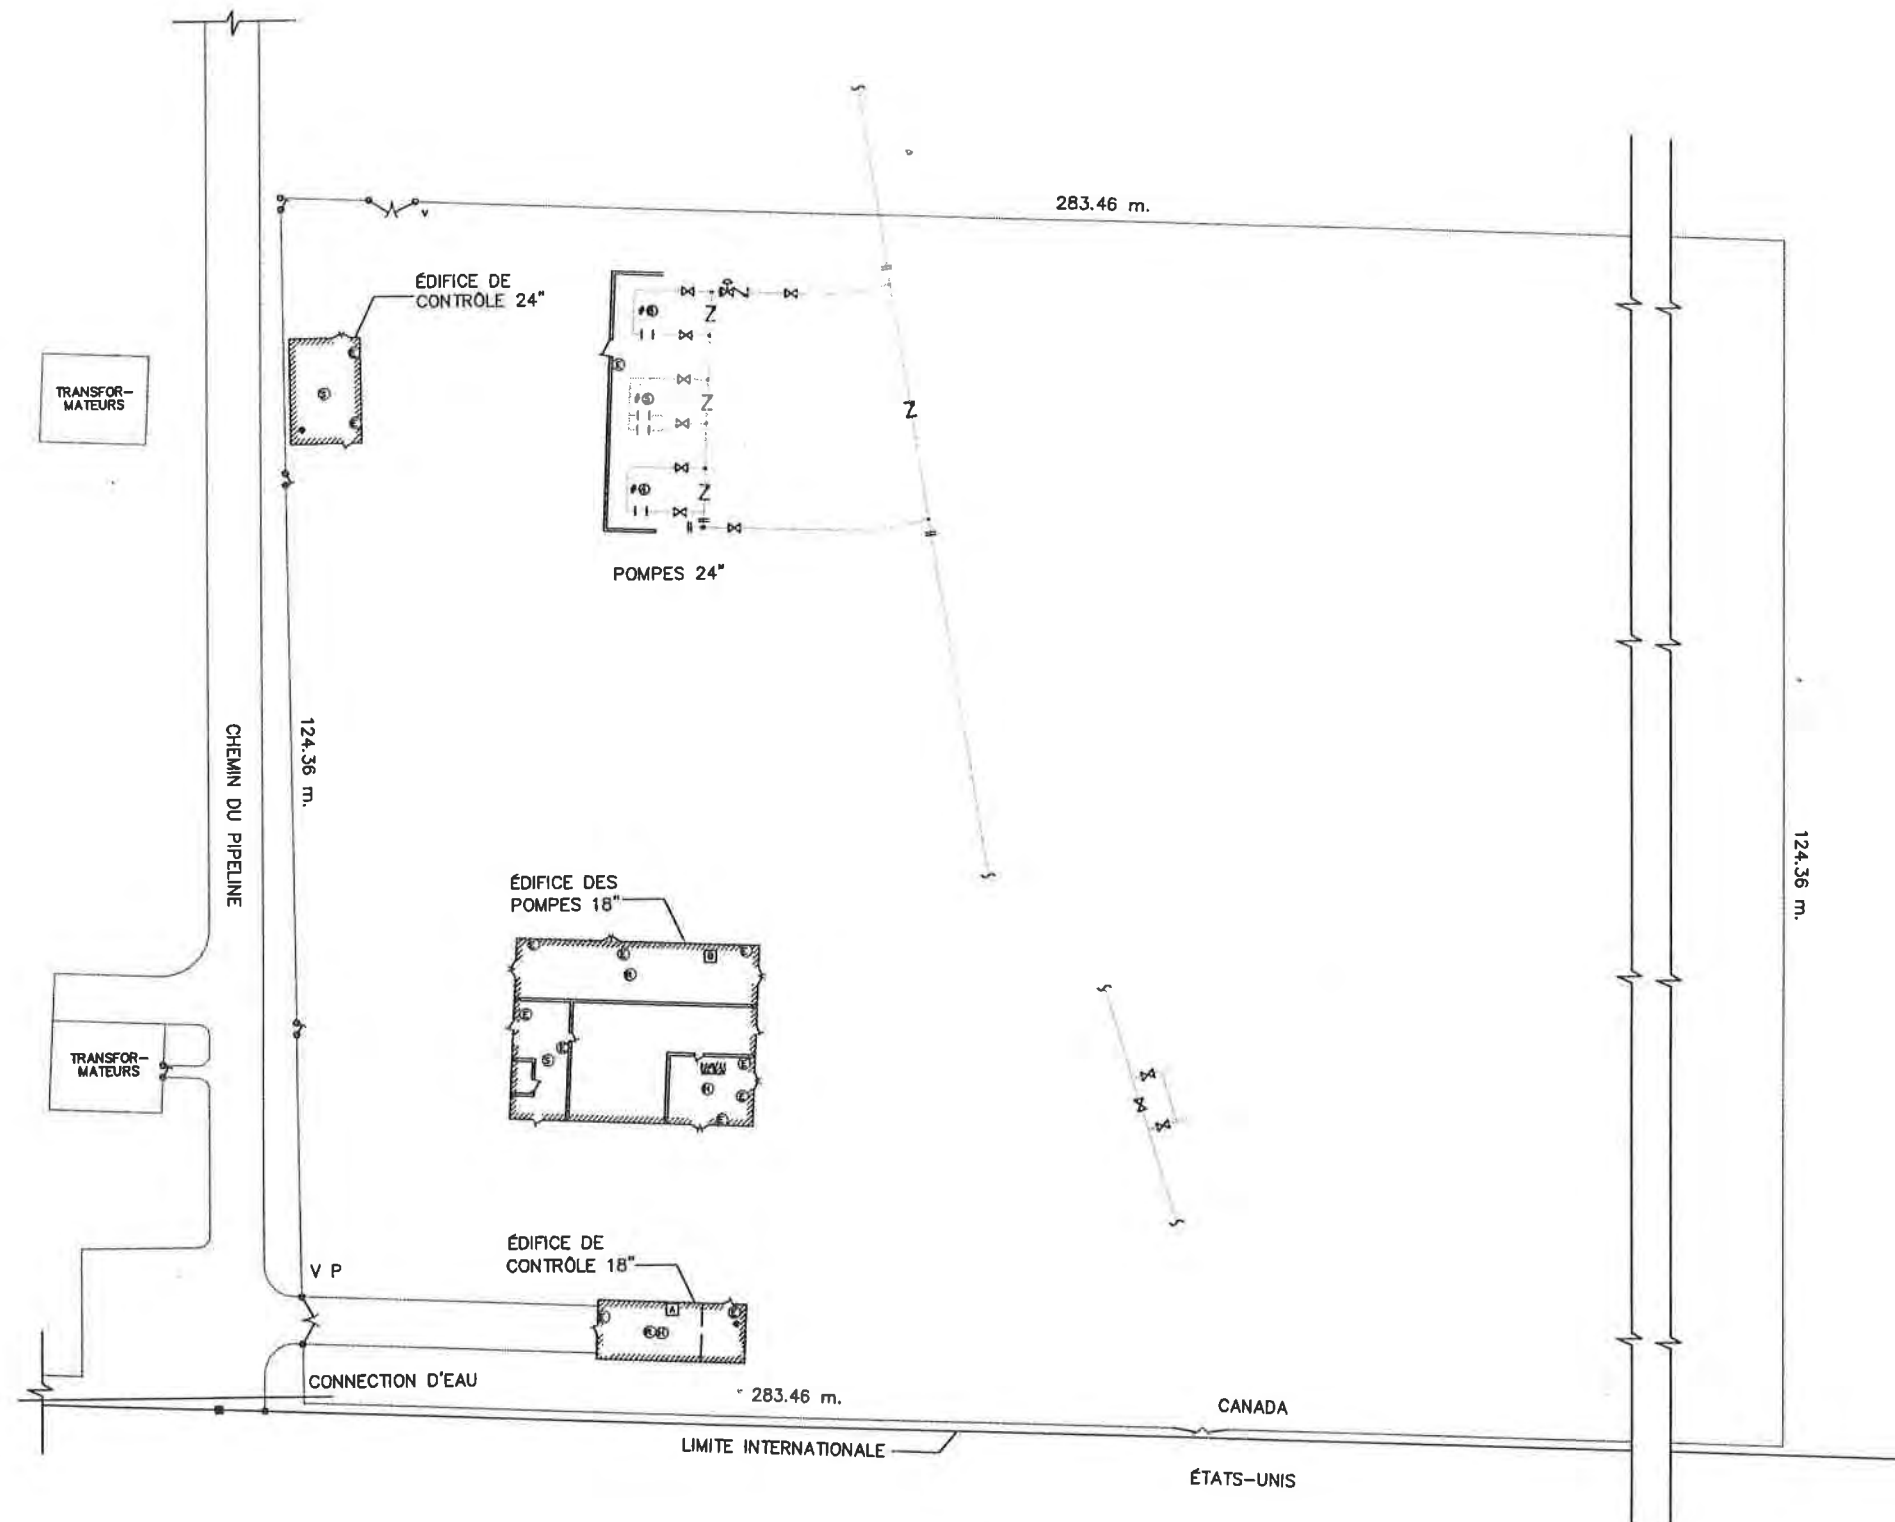 283.46 m.
V
ÉDIFICE DE
CONTRÔLE 24"
TRANSFOR-
MATEURS
POMPES 24"
124.36 m.
CHEMIN DU PIPELINE
124.36 m.
ÉDIFICE DES
POMPES 18"
TRANSFOR-
MATEURS
ÉDIFICE DE
CONTRÔLE 18"
V P
A
CONNECTION D'EAU
283.46 m.
CANADA
LIMITE INTERNATIONALE
ÉTATS-UNIS